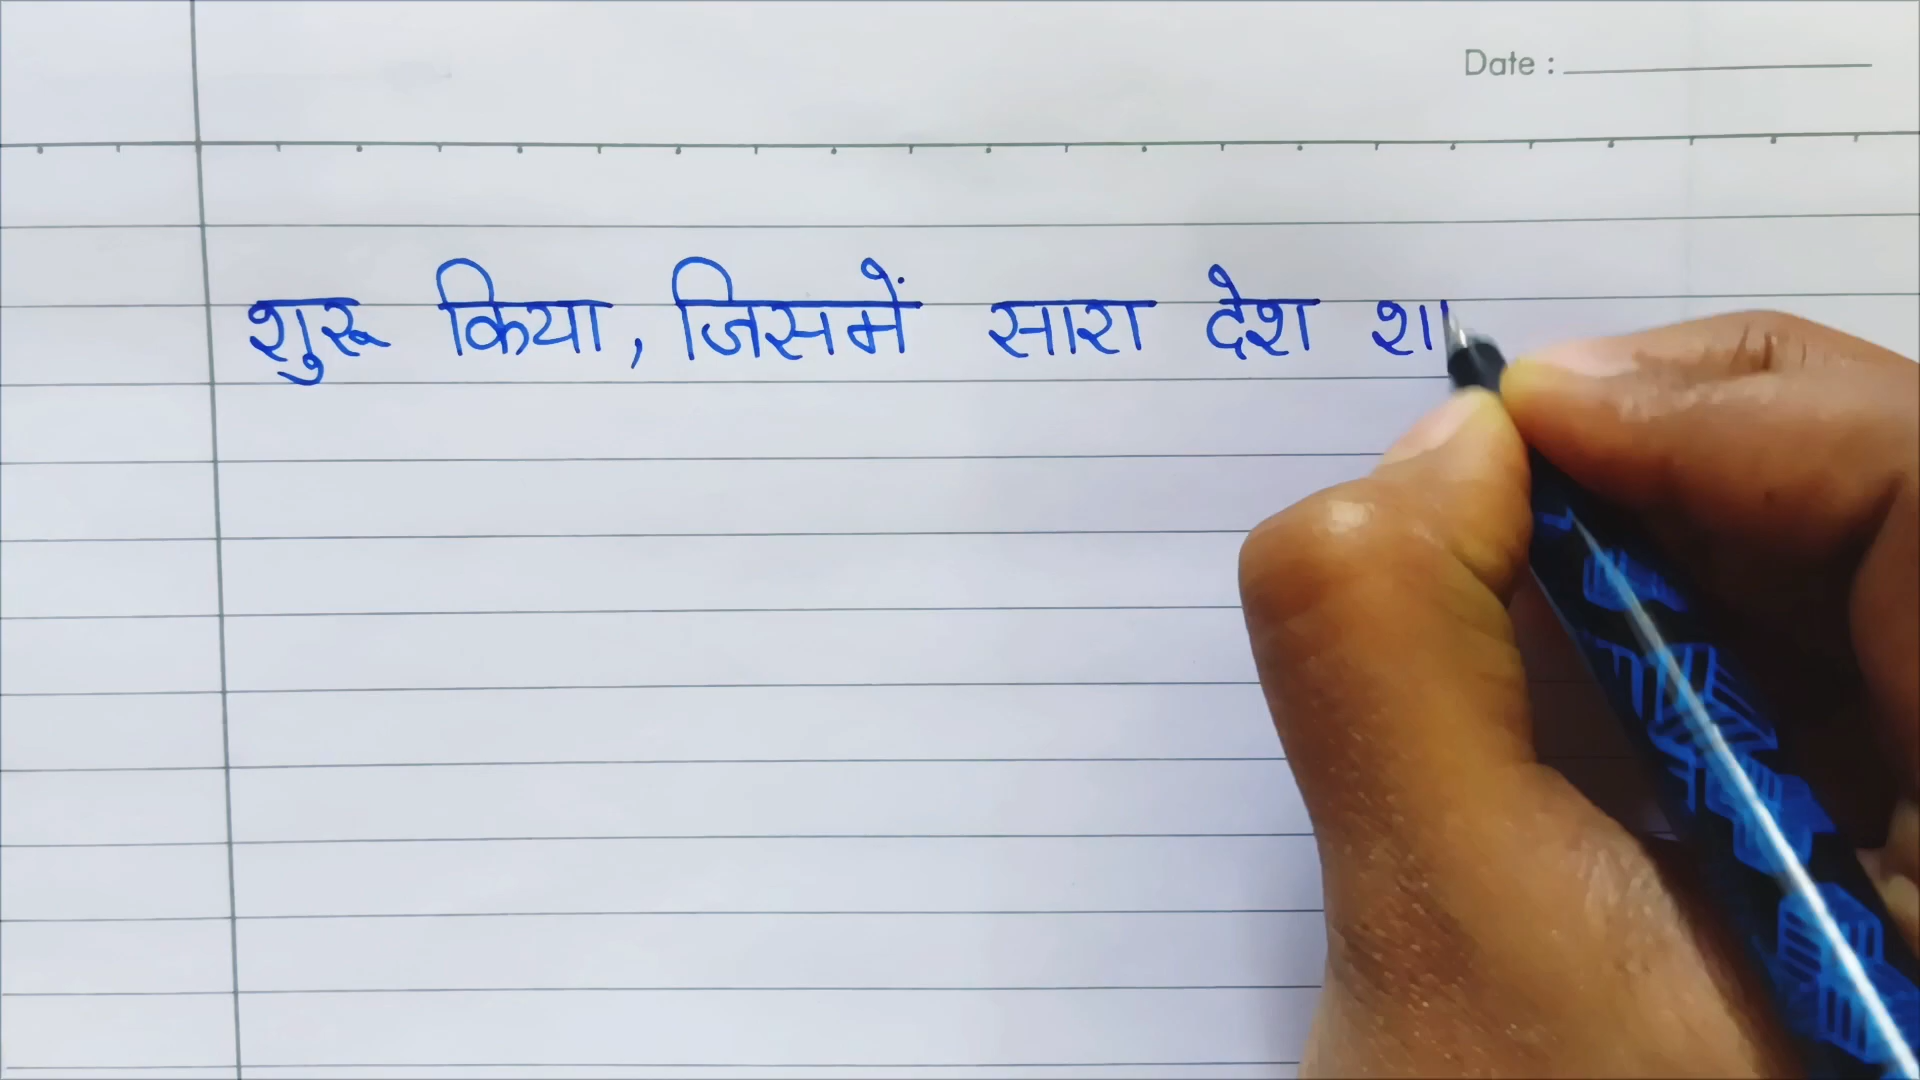 Date :
शुरू किया, जिसमें सारा देश शा